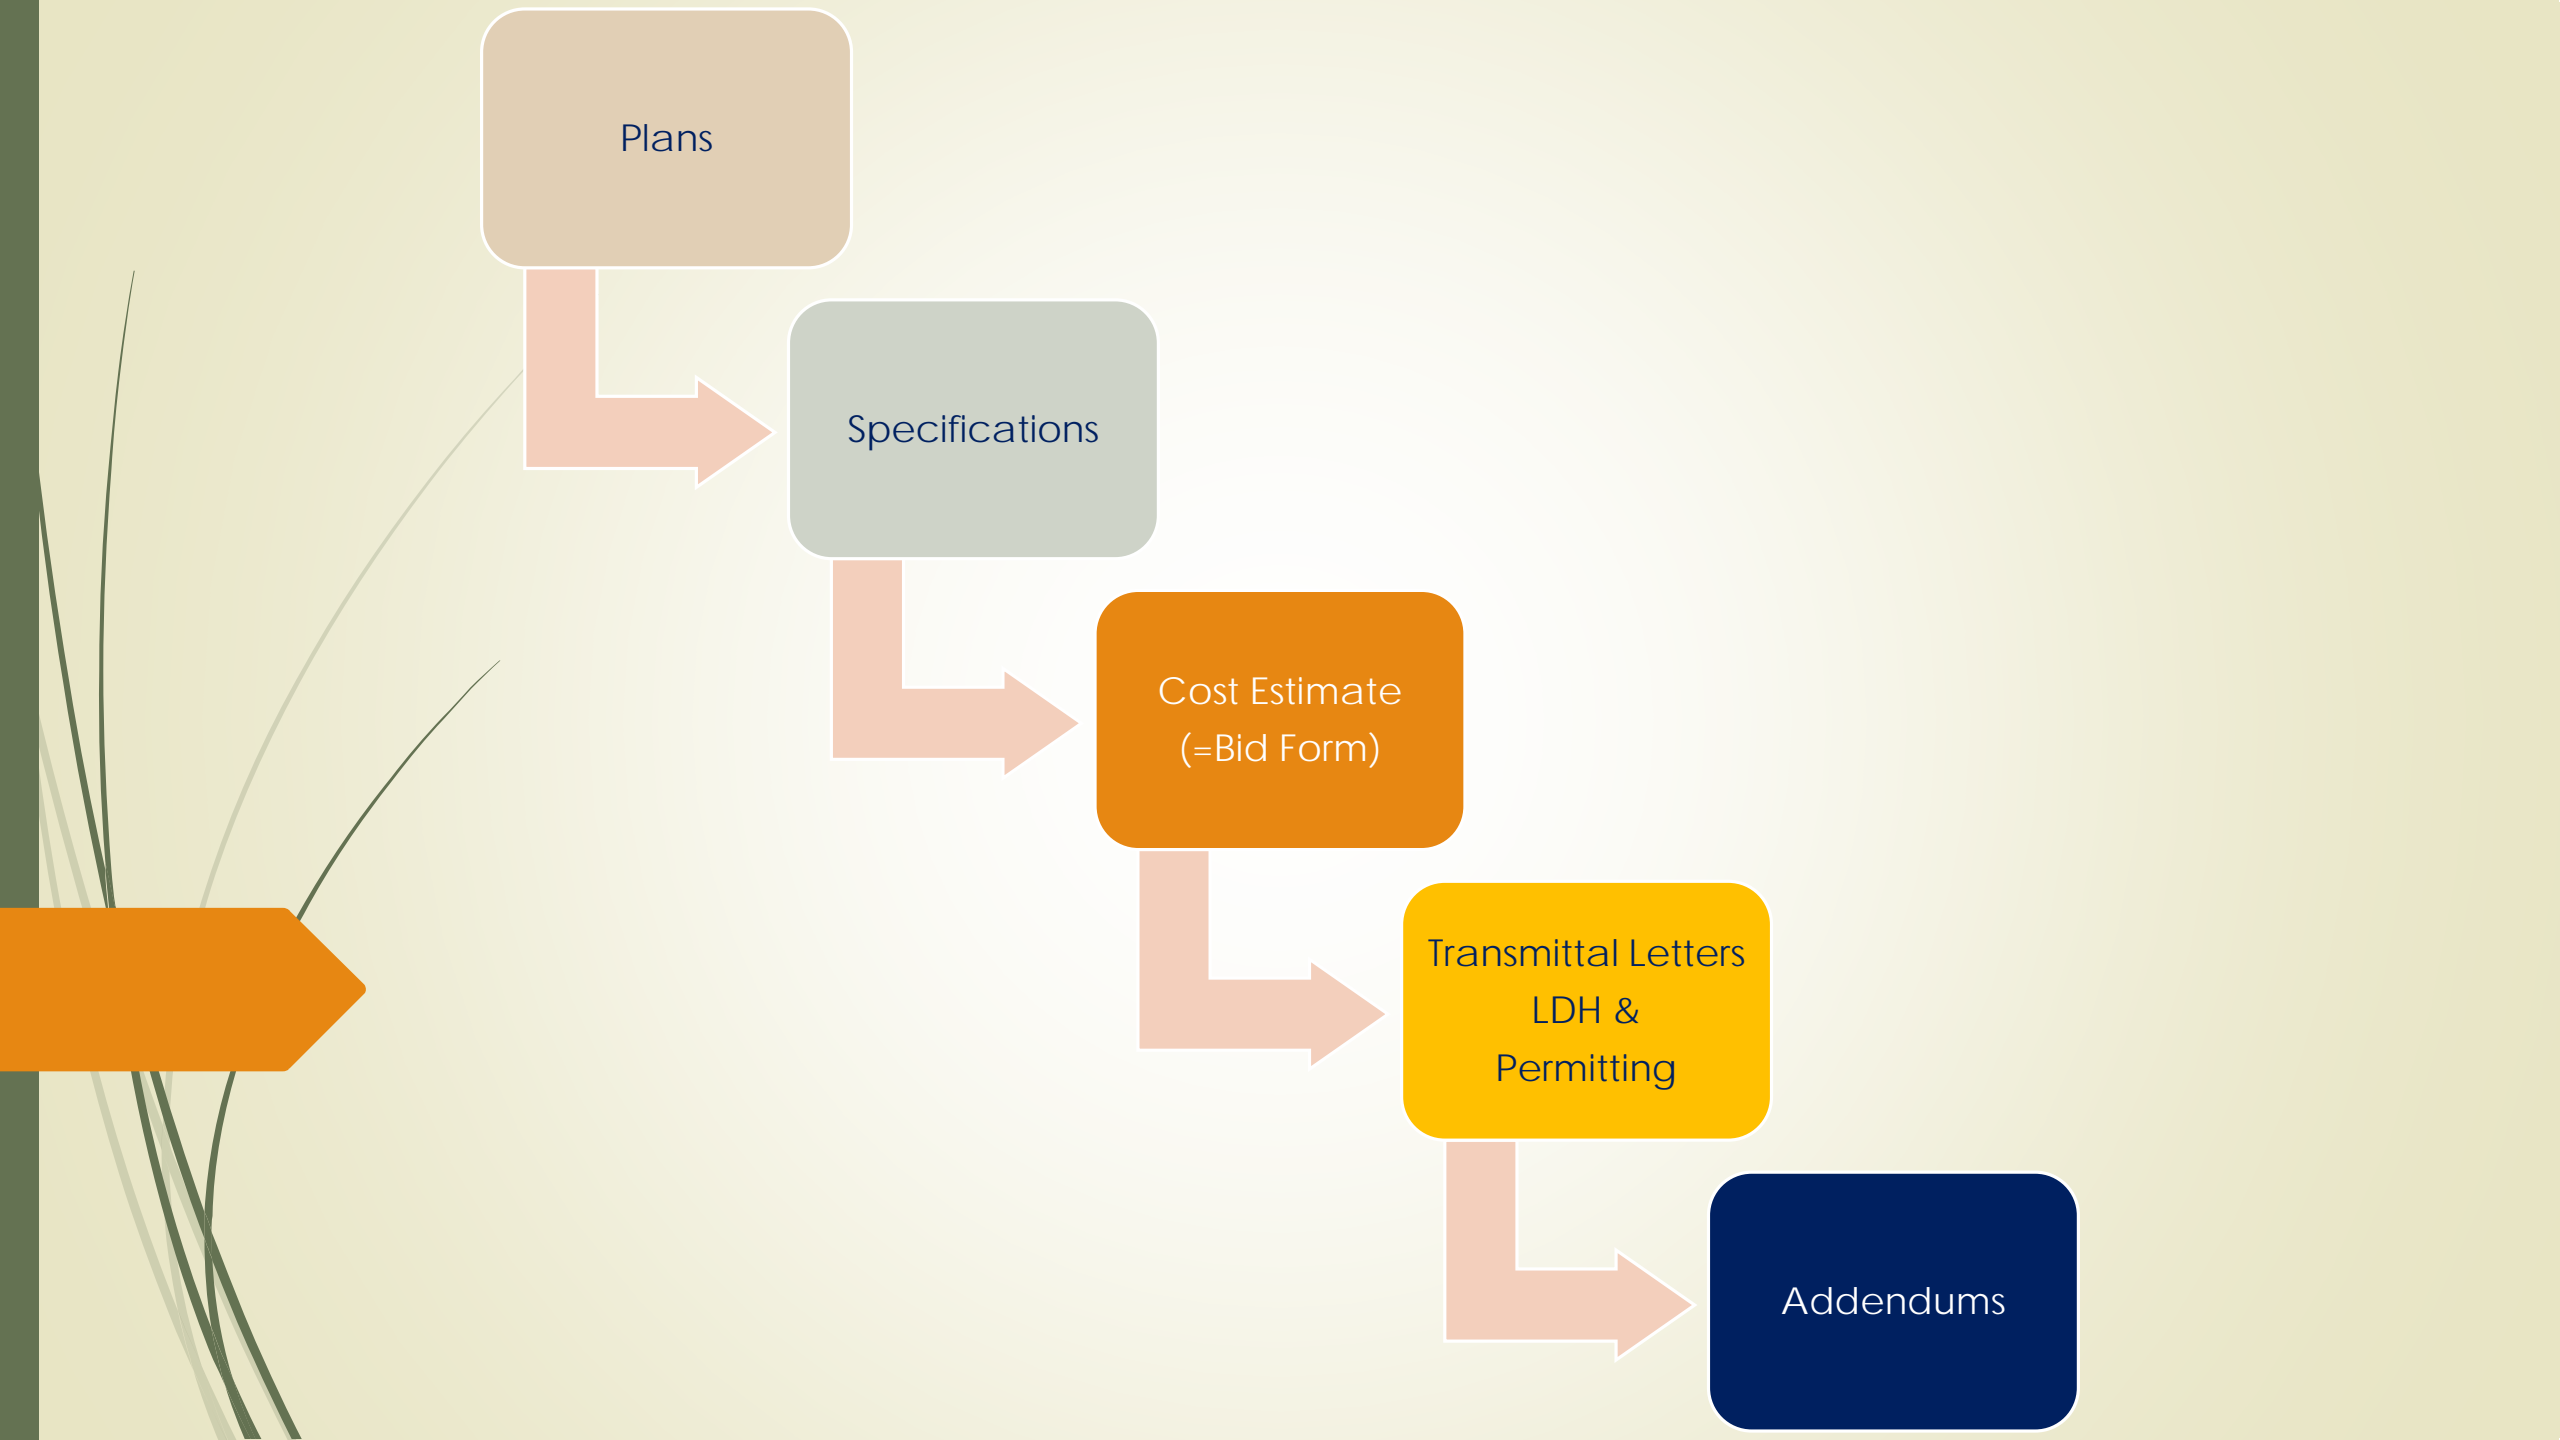 Plans
Specifications
Cost Estimate
(=Bid Form)
Transmittal Letters
LDH &
Permitting
Addendums